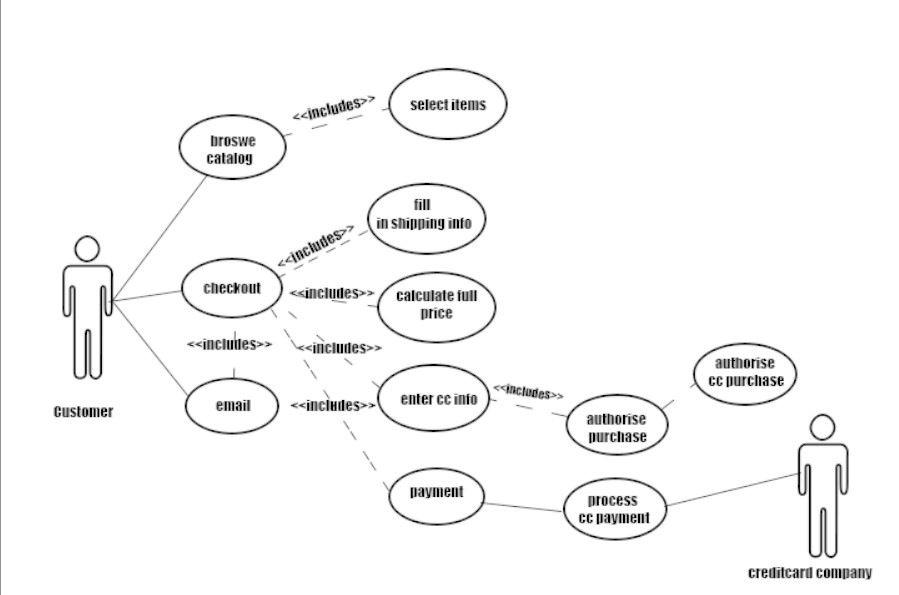 <<includes>>
select items
broswe
catalog
fill
in shipping info
<<includes>>
checkout
<<includes>>
calculate full
price
<<includes>>
<<includes>>
authorise
cc purchase
<<includes>>
enter cc info
email
<<includes>>
Customer
authorise
purchase
payment
process
cc payment
creditcard company